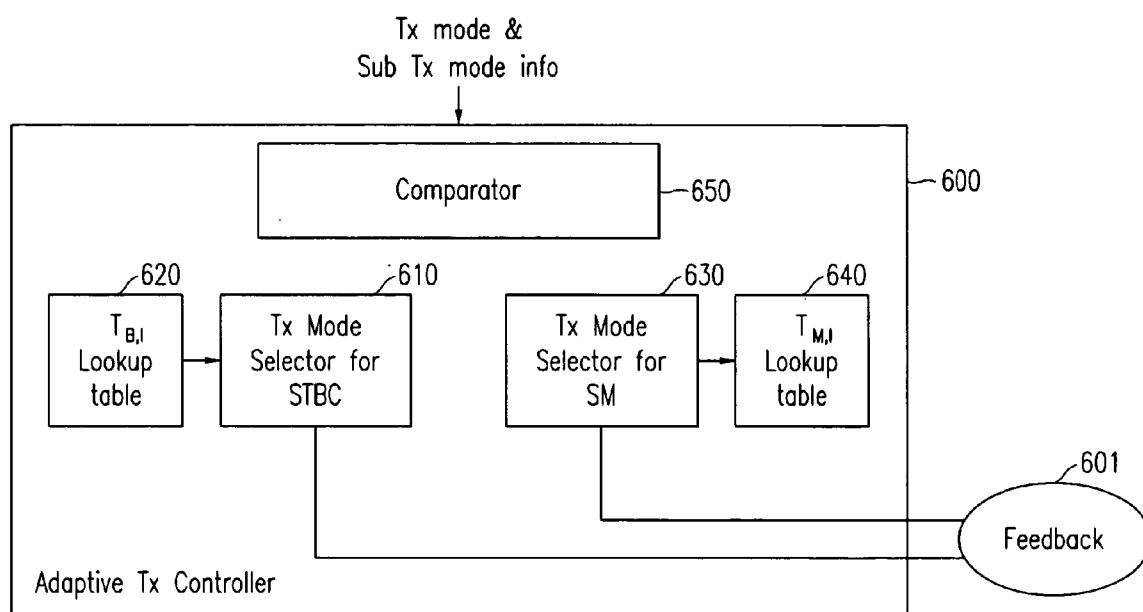 Tx mode &
Sub Tx mode info
600
Comparator
650
620
610
630
640
T_B,I
Lookup
table
Tx Mode
Selector for
STBC
Tx Mode
Selector for
SM
T_M,I
Lookup
table
601
Feedback
Adaptive Tx Controller